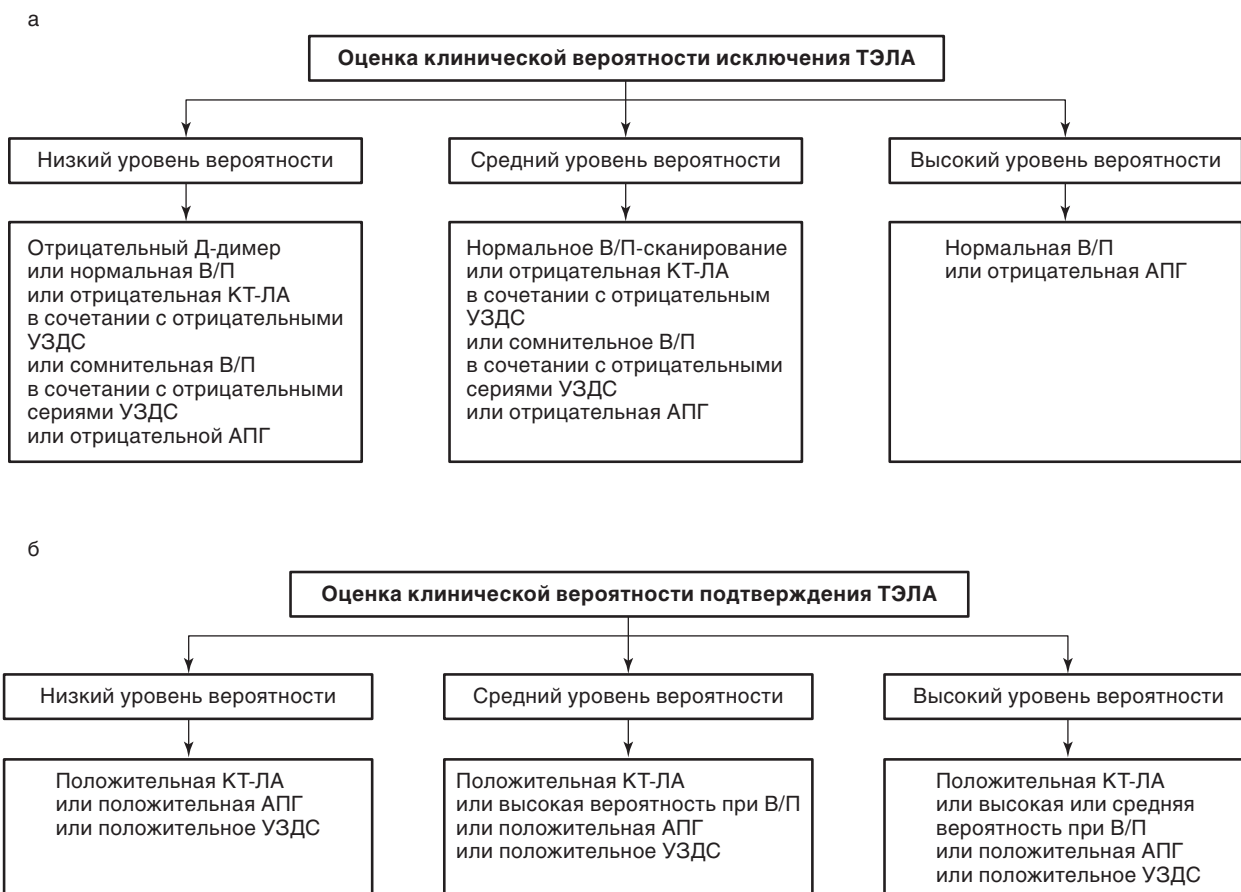 а
Оценка клинической вероятности исключения ТЭЛА
Низкий уровень вероятности
Средний уровень вероятности
Высокий уровень вероятности
Отрицательный Д-димер
или нормальная В/П
или отрицательная КТ-ЛА
в сочетании с отрицательными
УЗДС
или сомнительная В/П
в сочетании с отрицательными
сериями УЗДС
или отрицательной АПГ
Нормальное В/П-сканирование
или отрицательная КТ-ЛА
в сочетании с отрицательным
УЗДС
или сомнительное В/П
в сочетании с отрицательными
сериями УЗДС
или отрицательная АПГ
Нормальная В/П
или отрицательная АПГ
б
Оценка клинической вероятности подтверждения ТЭЛА
Низкий уровень вероятности
Средний уровень вероятности
Высокий уровень вероятности
Положительная КТ-ЛА
или положительная АПГ
или положительное УЗДС
Положительная КТ-ЛА
или высокая вероятность при В/П
или положительная АПГ
или положительное УЗДС
Положительная КТ-ЛА
или высокая или средняя
вероятность при В/П
или положительная АПГ
или положительное УЗДС